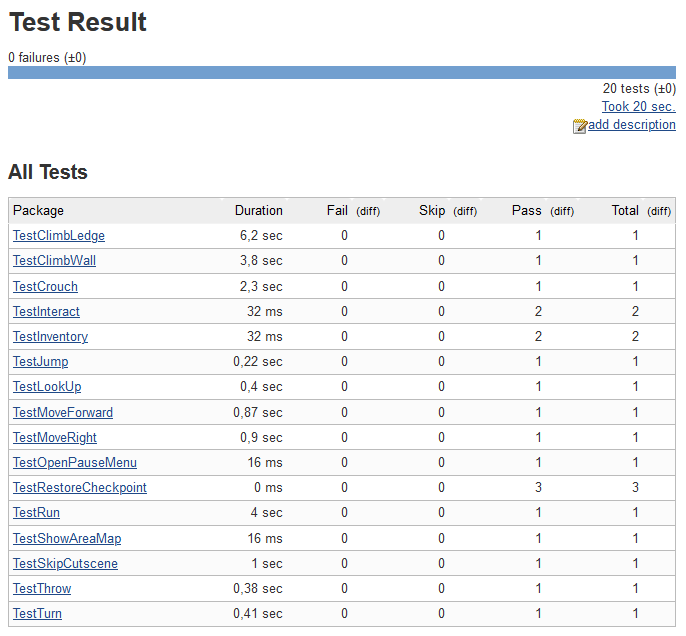 Test Result
0 failures (±0)
20 tests (±0)
Took 20 sec.
add description
All Tests
Package Duration Fail (diff) Skip (diff) Pass (diff) Total (diff)
TestClimbLedge 6,2 sec 0 0 1 1
TestClimbWall 3,8 sec 0 0 1 1
TestCrouch 2,3 sec 0 0 1 1
TestInteract 32 ms 0 0 2 2
TestInventory 32 ms 0 0 2 2
TestJump 0,22 sec 0 0 1 1
TestLookUp 0,4 sec 0 0 1 1
TestMoveForward 0,87 sec 0 0 1 1
TestMoveRight 0,9 sec 0 0 1 1
TestOpenPauseMenu 16 ms 0 0 1 1
TestRestoreCheckpoint 0 ms 0 0 3 3
TestRun 4 sec 0 0 1 1
TestShowAreaMap 16 ms 0 0 1 1
TestSkipCutscene 1 sec 0 0 1 1
TestThrow 0,38 sec 0 0 1 1
TestTurn 0,41 sec 0 0 1 1